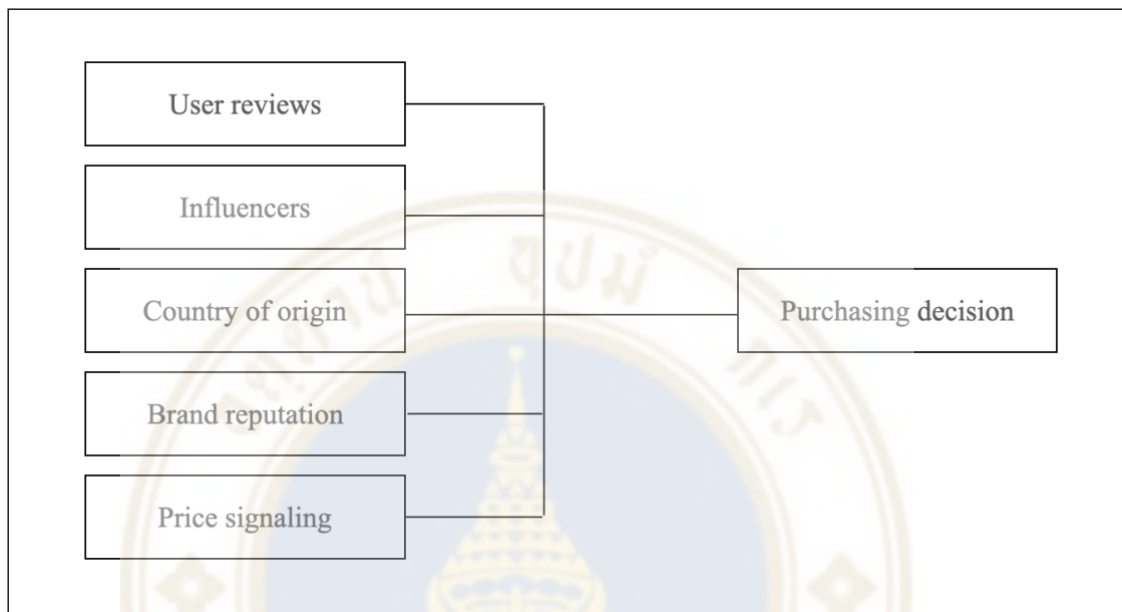 User reviews
Influencers
Country of origin
Purchasing decision
Brand reputation
Price signaling